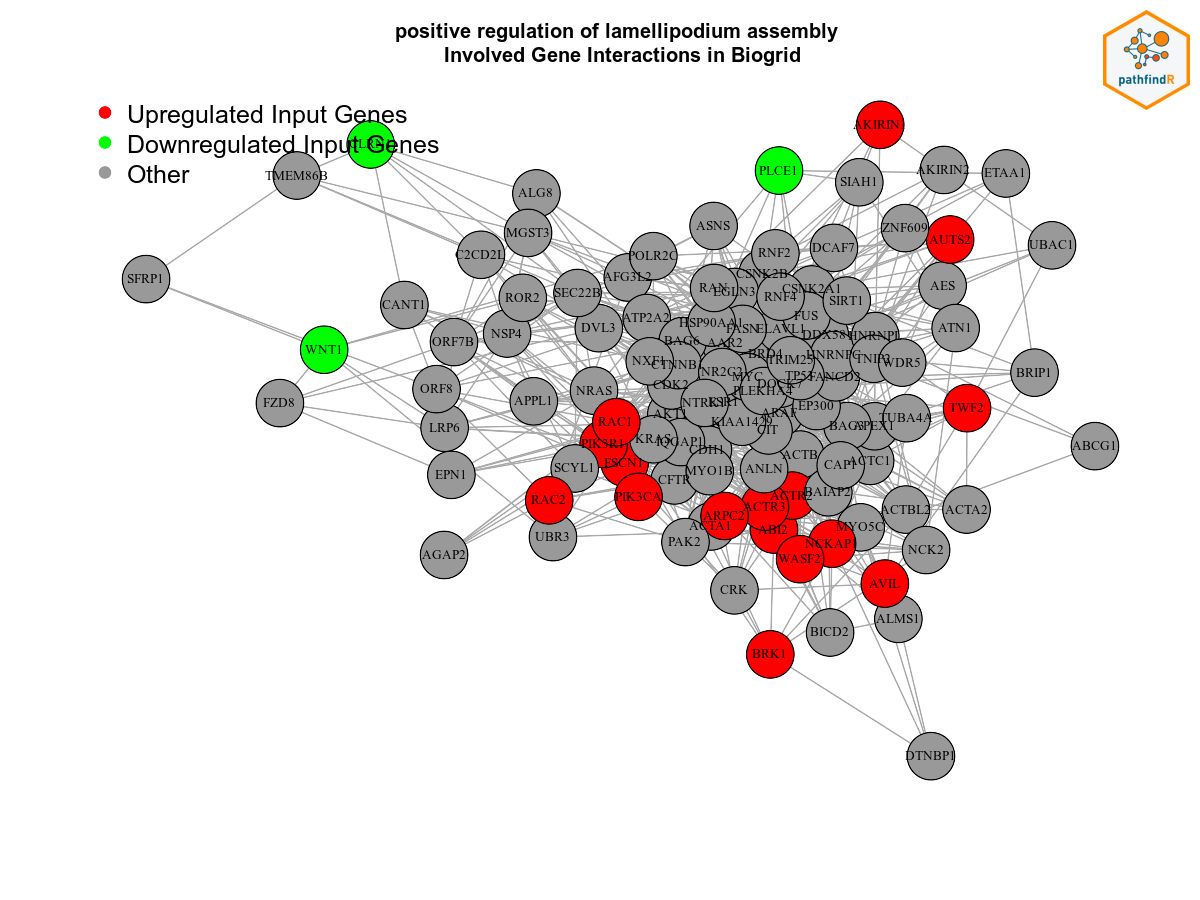 positive regulation of lamellipodium assembly
Involved Gene Interactions in Biogrid
pathfindR
Upregulated Input Genes
Downregulated Input Genes
Other
AKIRIN
TMEM86B
PLCE1
SIAH1
AKIRIN2
ETAA1
ALG8
MGST3
ASNS
ZNF609
AUTS2
UBAC1
C2CD2L
POLR2C
RNF2
DCAF7
SFRP1
AFG3L2
CSNK2B
RAN
EGLN3
CSNK2A1
AES
CANT1
ROR2
SEC22B
RNF4
SIRT1
WNT1
ORF7B
NSP4
DVL3
ATP2A2
HSP90AA1
FASN
ELAVL1
FUS
DDX58
ATN1
BAG6
AAR2
BRD4
HNRNPC
TNIP2
WDR5
NXF1
NR2C2
TRIM25
BRIP1
FZD8
ORF8
APPL1
NRAS
CDK2
MYC
TP53
FANCD2
DOCK7
PLEKHA4
LRP6
RAC1
AKT1
ARAF
EP300
BAG3
APEX1
TUBA4A
TWF2
KIAA1429
CIT
PIK3R1
KRAS
IQGAP1
CDH1
ABCG1
EPN1
SCYL1
FSCN1
CFTR
MYO1B
ANLN
ACTB
CAP1
ACTC1
RAC2
PIK3CA
ACTR3
ACTR2
BAIAP2
ACTBL2
ACTA2
ARPC2
ACTA1
ABI2
MYO5C
AGAP2
UBR3
PAK2
WASF2
NCKAP1
NCK2
CRK
AVIL
ALMS1
BICD2
BRK1
DTNBP1